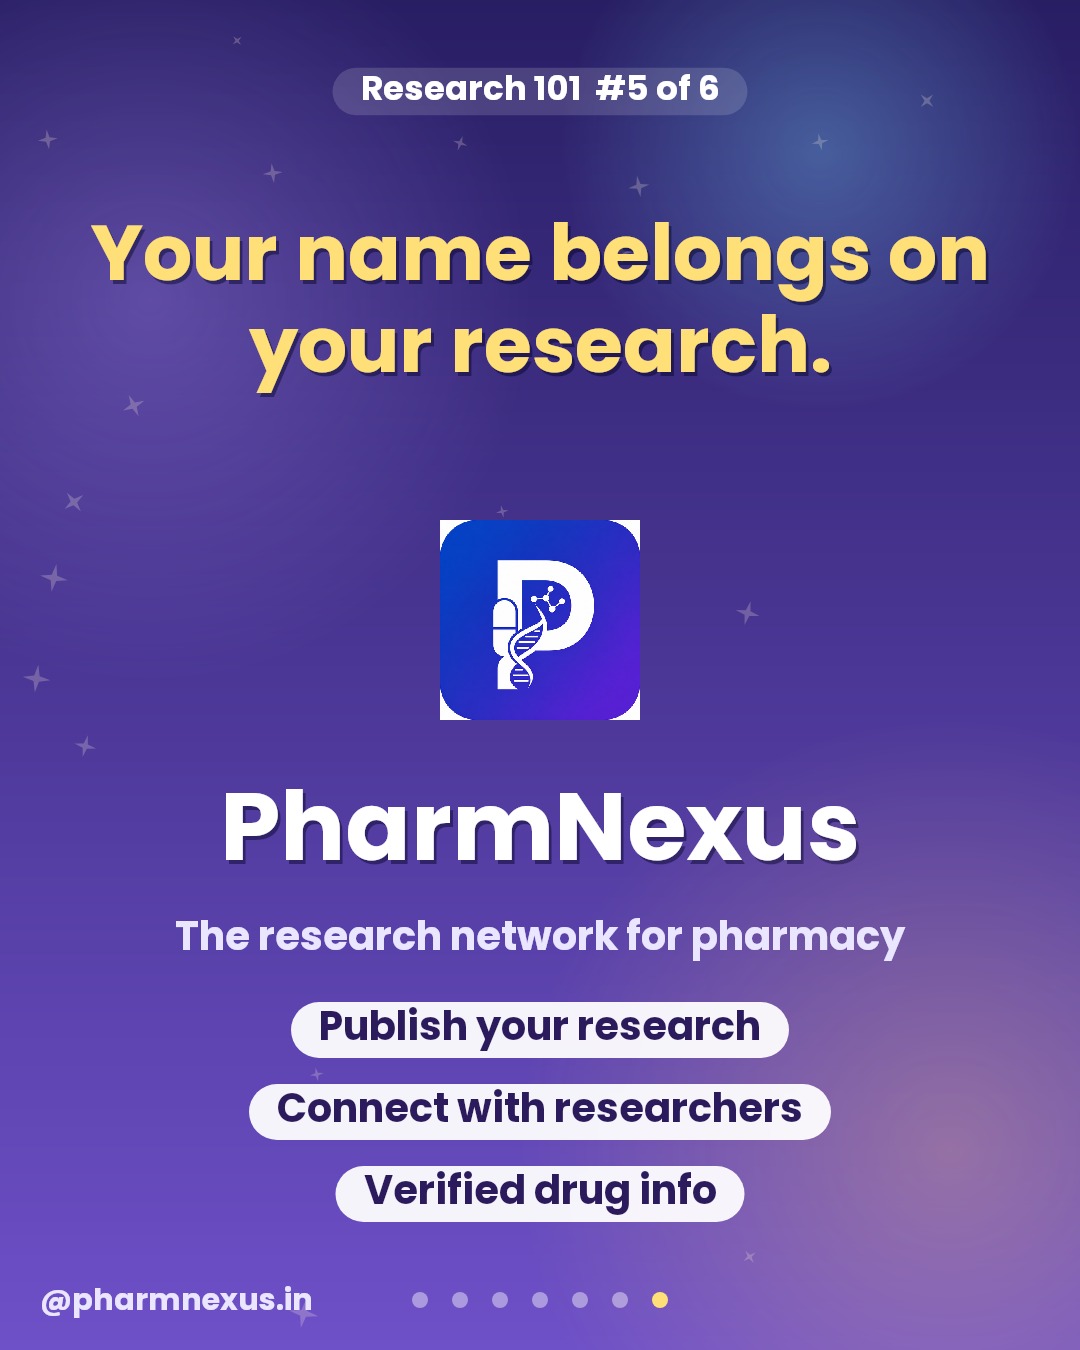 Research 101 #5 of 6
Your name belongs on
your research.
PharmNexus
The research network for pharmacy
Publish your research
Connect with researchers
Verified drug info
@pharmnexus.in